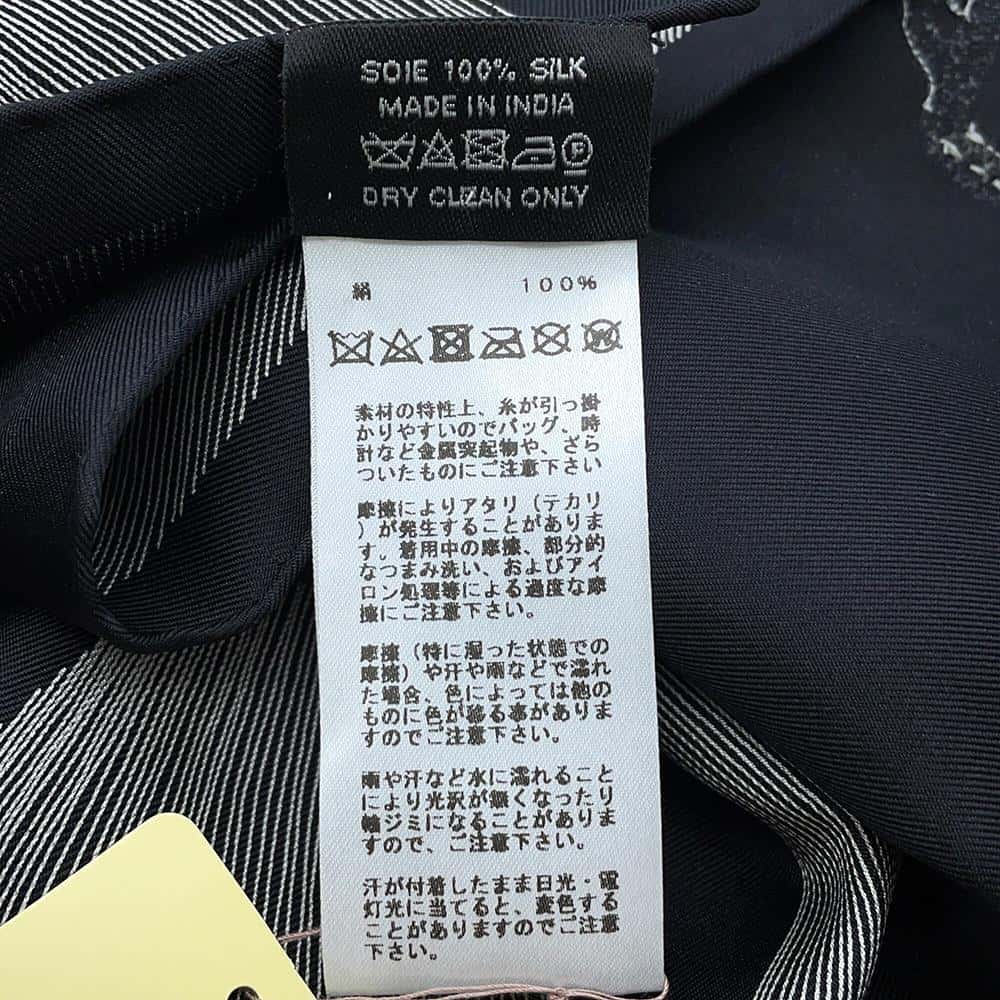 SOIE 100% SILK
MADE IN INDIA
P
DRY CLEAN ONLY
絹 100%
W
素材の特性上、糸が引っ掛
かりやすいのでバッグ、時
計など金属突起物や、ざら
ついたものにご注意下さい
摩擦によりアタリ（テカリ
）が発生することがありま
す。着用中の摩擦、部分的
なつまみ洗い、およびアイ
ロン処理等による過度な摩
擦にご注意下さい。
摩擦（特に湿った状態での
摩擦）や汗や雨などで濡れ
た場合、色によっては他の
ものに色が移る事がありま
すのでご注意下さい。
雨や汗など水に濡れること
により光沢が無くなったり
輪ジミになることがありま
すので、ご注意下さい。
汗が付着したまま日光・電
灯光に当てると、変色する
ことがありますのでご注意
下さい。